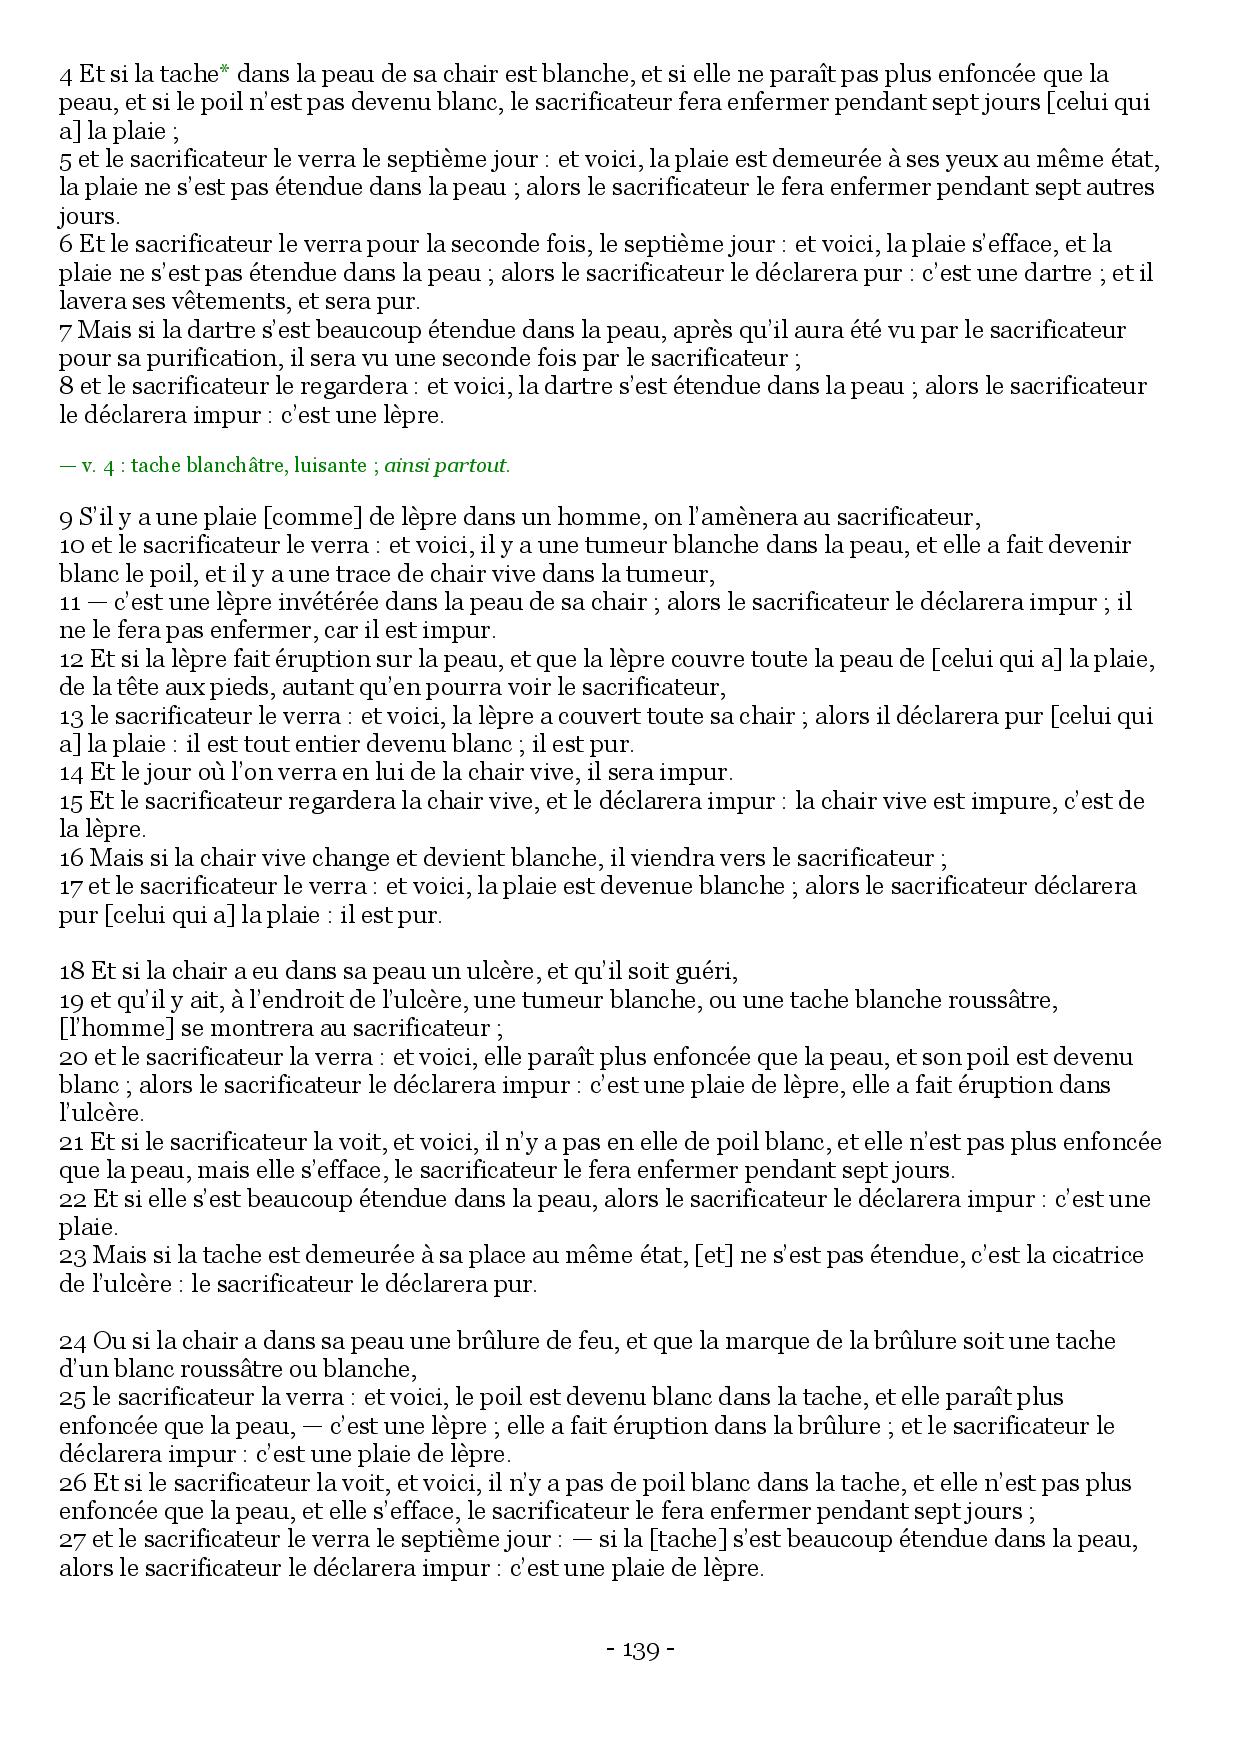 4 Et si la tache* dans la peau de sa chair est blanche, et si elle ne paraît pas plus enfoncée que la
peau, et si le poil n’est pas devenu blanc, le sacrificateur fera enfermer pendant sept jours [celui qui
a] la plaie ;
5 et le sacrificateur le verra le septième jour : et voici, la plaie est demeurée à ses yeux au même état,
la plaie ne s’est pas étendue dans la peau ; alors le sacrificateur le fera enfermer pendant sept autres
jours.
6 Et le sacrificateur le verra pour la seconde fois, le septième jour : et voici, la plaie s’efface, et la
plaie ne s’est pas étendue dans la peau ; alors le sacrificateur le déclarera pur : c’est une dartre ; et il
lavera ses vêtements, et sera pur.
7 Mais si la dartre s’est beaucoup étendue dans la peau, après qu’il aura été vu par le sacrificateur
pour sa purification, il sera vu une seconde fois par le sacrificateur ;
8 et le sacrificateur le regardera : et voici, la dartre s’est étendue dans la peau ; alors le sacrificateur
le déclarera impur : c’est une lèpre.
— v. 4 : tache blanchâtre, luisante ; ainsi partout.
9 S’il y a une plaie [comme] de lèpre dans un homme, on l’amènera au sacrificateur,
10 et le sacrificateur le verra : et voici, il y a une tumeur blanche dans la peau, et elle a fait devenir
blanc le poil, et il y a une trace de chair vive dans la tumeur,
11 — c’est une lèpre invétérée dans la peau de sa chair ; alors le sacrificateur le déclarera impur ; il
ne le fera pas enfermer, car il est impur.
12 Et si la lèpre fait éruption sur la peau, et que la lèpre couvre toute la peau de [celui qui a] la plaie,
de la tête aux pieds, autant qu’en pourra voir le sacrificateur,
13 le sacrificateur le verra : et voici, la lèpre a couvert toute sa chair ; alors il déclarera pur [celui qui
a] la plaie : il est tout entier devenu blanc ; il est pur.
14 Et le jour où l’on verra en lui de la chair vive, il sera impur.
15 Et le sacrificateur regardera la chair vive, et le déclarera impur : la chair vive est impure, c’est de
la lèpre.
16 Mais si la chair vive change et devient blanche, il viendra vers le sacrificateur ;
17 et le sacrificateur le verra : et voici, la plaie est devenue blanche ; alors le sacrificateur déclarera
pur [celui qui a] la plaie : il est pur.
18 Et si la chair a eu dans sa peau un ulcère, et qu’il soit guéri,
19 et qu’il y ait, à l’endroit de l’ulcère, une tumeur blanche, ou une tache blanche roussâtre,
[l’homme] se montrera au sacrificateur ;
20 et le sacrificateur la verra : et voici, elle paraît plus enfoncée que la peau, et son poil est devenu
blanc ; alors le sacrificateur le déclarera impur : c’est une plaie de lèpre, elle a fait éruption dans
l’ulcère.
21 Et si le sacrificateur la voit, et voici, il n’y a pas en elle de poil blanc, et elle n’est pas plus enfoncée
que la peau, mais elle s’efface, le sacrificateur le fera enfermer pendant sept jours.
22 Et si elle s’est beaucoup étendue dans la peau, alors le sacrificateur le déclarera impur : c’est une
plaie.
23 Mais si la tache est demeurée à sa place au même état, [et] ne s’est pas étendue, c’est la cicatrice
de l’ulcère : le sacrificateur le déclarera pur.
24 Ou si la chair a dans sa peau une brûlure de feu, et que la marque de la brûlure soit une tache
d’un blanc roussâtre ou blanche,
25 le sacrificateur la verra : et voici, le poil est devenu blanc dans la tache, et elle paraît plus
enfoncée que la peau, — c’est une lèpre ; elle a fait éruption dans la brûlure ; et le sacrificateur le
déclarera impur : c’est une plaie de lèpre.
26 Et si le sacrificateur la voit, et voici, il n’y a pas de poil blanc dans la tache, et elle n’est pas plus
enfoncée que la peau, et elle s’efface, le sacrificateur le fera enfermer pendant sept jours ;
27 et le sacrificateur le verra le septième jour : — si la [tache] s’est beaucoup étendue dans la peau,
alors le sacrificateur le déclarera impur : c’est une plaie de lèpre.
- 139 -